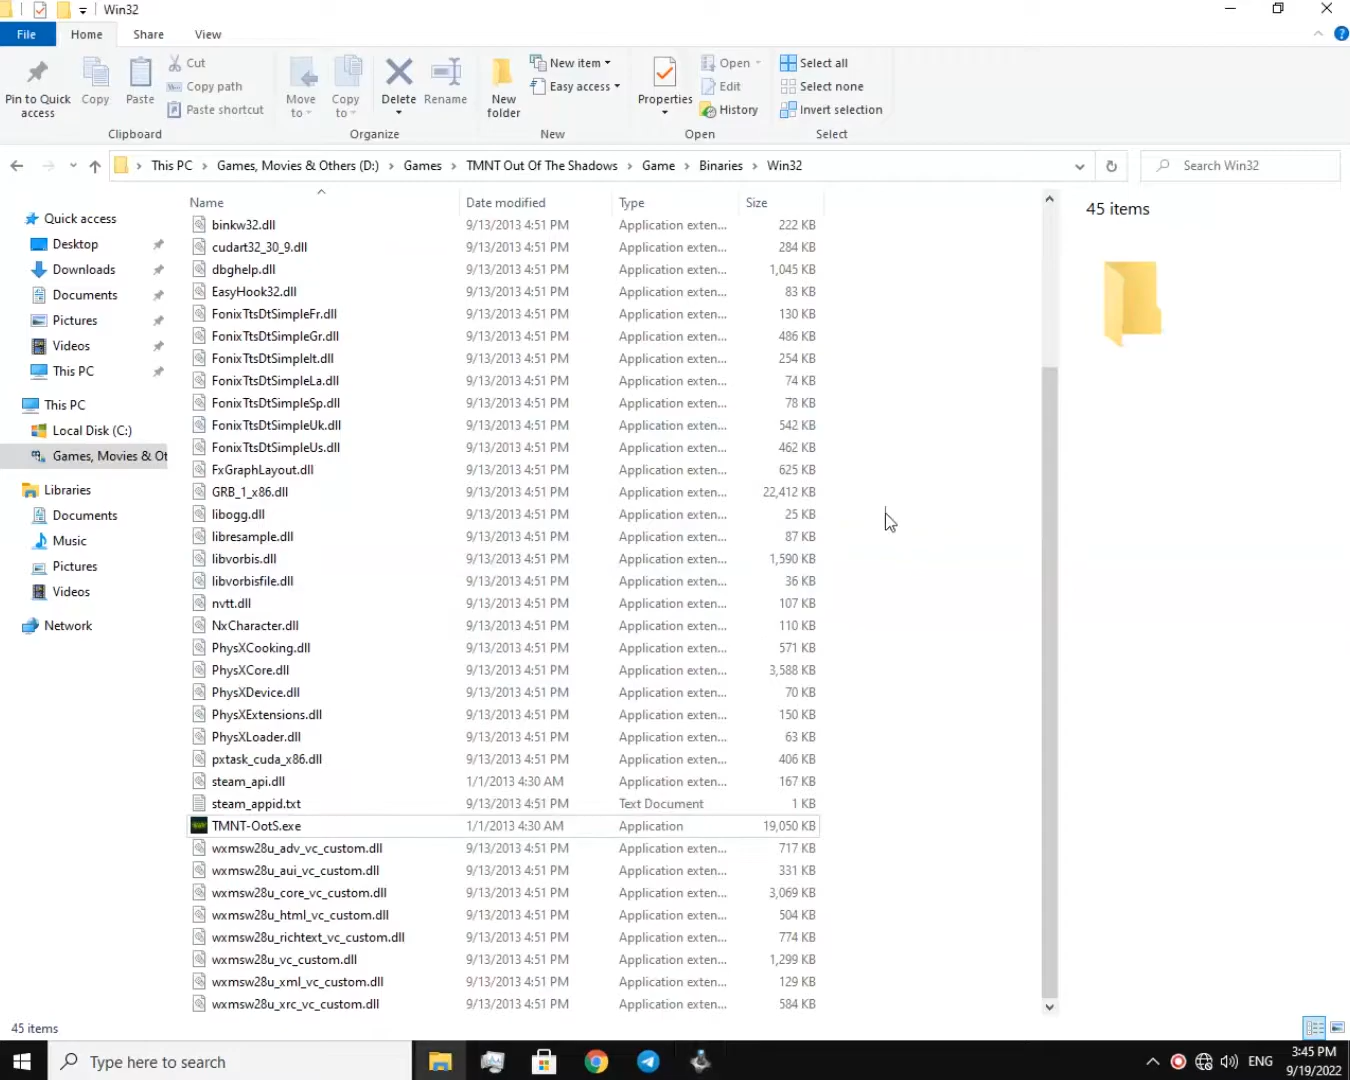 Win32
File Home Share View
Pin to Quick access
Copy
Paste
Cut
Copy path
Paste shortcut
Clipboard
Move to
Copy to
Delete
Rename
Organize
New folder
New item
Easy access
New
Properties
Open
Edit
History
Open
Select all
Select none
Invert selection
Select
This PC > Games, Movies & Others (D:) > Games > TMNT Out Of The Shadows > Game > Binaries > Win32
Search Win32
Quick access
Desktop
Downloads
Documents
Pictures
Videos
This PC
This PC
Local Disk (C:)
Games, Movies & Ot
Libraries
Documents
Music
Pictures
Videos
Network
Name Date modified Type Size
binkw32.dll 9/13/2013 4:51 PM Application exten... 222 KB
cudart32_30_9.dll 9/13/2013 4:51 PM Application exten... 284 KB
dbghelp.dll 9/13/2013 4:51 PM Application exten... 1,045 KB
EasyHook32.dll 9/13/2013 4:51 PM Application exten... 83 KB
FonixTtsDtSimpleFr.dll 9/13/2013 4:51 PM Application exten... 130 KB
FonixTtsDtSimpleGr.dll 9/13/2013 4:51 PM Application exten... 486 KB
FonixTtsDtSimpleIt.dll 9/13/2013 4:51 PM Application exten... 254 KB
FonixTtsDtSimpleLa.dll 9/13/2013 4:51 PM Application exten... 74 KB
FonixTtsDtSimpleSp.dll 9/13/2013 4:51 PM Application exten... 78 KB
FonixTtsDtSimpleUk.dll 9/13/2013 4:51 PM Application exten... 542 KB
FonixTtsDtSimpleUs.dll 9/13/2013 4:51 PM Application exten... 462 KB
FxGraphLayout.dll 9/13/2013 4:51 PM Application exten... 625 KB
GRB_1_x86.dll 9/13/2013 4:51 PM Application exten... 22,412 KB
libogg.dll 9/13/2013 4:51 PM Application exten... 25 KB
libresample.dll 9/13/2013 4:51 PM Application exten... 87 KB
libvorbis.dll 9/13/2013 4:51 PM Application exten... 1,590 KB
libvorbisfile.dll 9/13/2013 4:51 PM Application exten... 36 KB
nvtt.dll 9/13/2013 4:51 PM Application exten... 107 KB
NxCharacter.dll 9/13/2013 4:51 PM Application exten... 110 KB
PhysXCooking.dll 9/13/2013 4:51 PM Application exten... 571 KB
PhysXCore.dll 9/13/2013 4:51 PM Application exten... 3,588 KB
PhysXDevice.dll 9/13/2013 4:51 PM Application exten... 70 KB
PhysXExtensions.dll 9/13/2013 4:51 PM Application exten... 150 KB
PhysXLoader.dll 9/13/2013 4:51 PM Application exten... 63 KB
pxtask_cuda_x86.dll 9/13/2013 4:51 PM Application exten... 406 KB
steam_api.dll 1/1/2013 4:30 AM Application exten... 167 KB
steam_appid.txt 9/13/2013 4:51 PM Text Document 1 KB
TMNT-OotS.exe 1/1/2013 4:30 AM Application 19,050 KB
wxmsw28u_adv_vc_custom.dll 9/13/2013 4:51 PM Application exten... 717 KB
wxmsw28u_aui_vc_custom.dll 9/13/2013 4:51 PM Application exten... 331 KB
wxmsw28u_core_vc_custom.dll 9/13/2013 4:51 PM Application exten... 3,069 KB
wxmsw28u_html_vc_custom.dll 9/13/2013 4:51 PM Application exten... 504 KB
wxmsw28u_richtext_vc_custom.dll 9/13/2013 4:51 PM Application exten... 774 KB
wxmsw28u_vc_custom.dll 9/13/2013 4:51 PM Application exten... 1,299 KB
wxmsw28u_xml_vc_custom.dll 9/13/2013 4:51 PM Application exten... 129 KB
wxmsw28u_xrc_vc_custom.dll 9/13/2013 4:51 PM Application exten... 584 KB
45 items
45 items
Type here to search
ENG
3:45 PM
9/19/2022